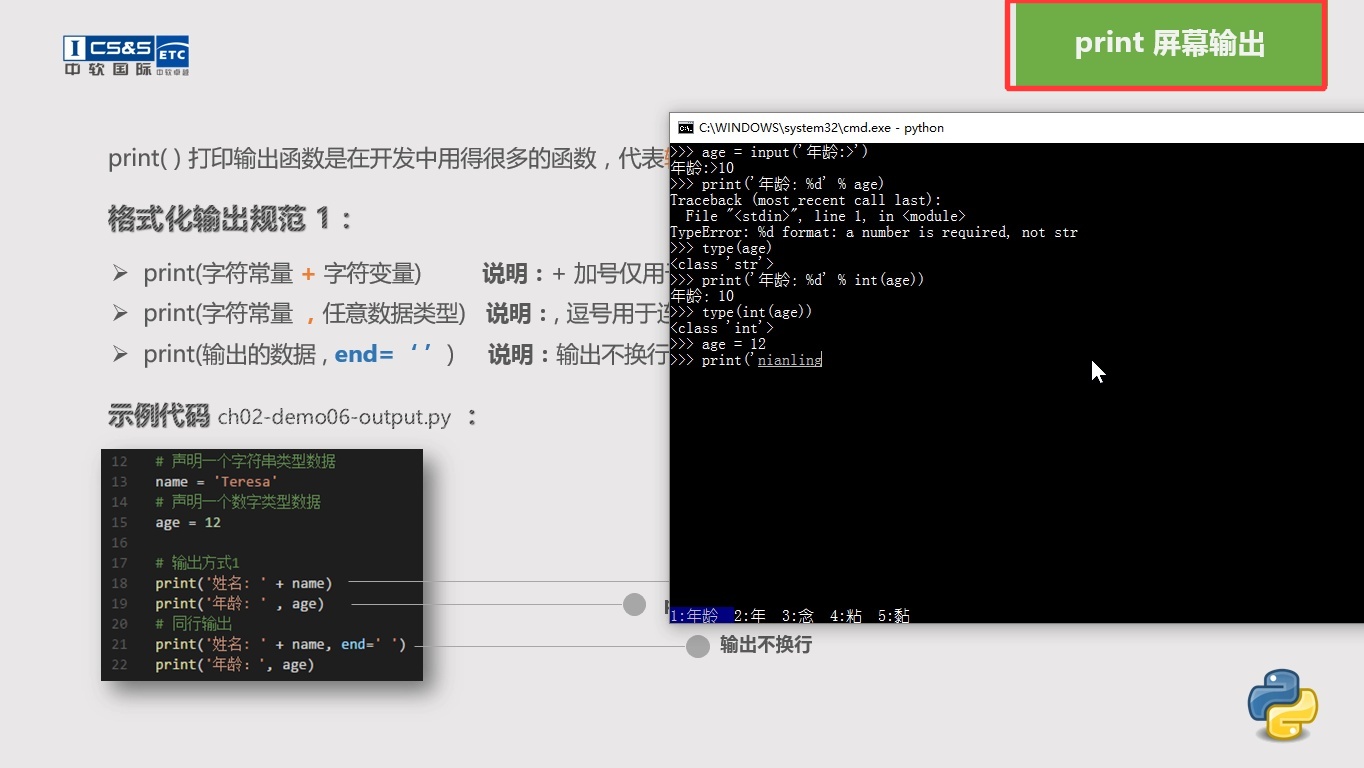 I CS&S ETC
中软国际 中软卓越
print 屏幕输出
print( ) 打印输出函数是在开发中用得很多的函数，代表
格式化输出规范 1：
➢ print(字符常量 + 字符变量) 说明：+ 加号仅用
➢ print(字符常量 , 任意数据类型) 说明：, 逗号用于连
➢ print(输出的数据 , end=‘ ’ ) 说明：输出不换行
示例代码 ch02-demo06-output.py ：
12 # 声明一个字符串类型数据
13 name = 'Teresa'
14 # 声明一个数字类型数据
15 age = 12
16
17 # 输出方式1
18 print('姓名: ' + name)
19 print('年龄: ' , age)
20 # 同行输出
21 print('姓名: ' + name, end=' ')
22 print('年龄：', age)
输出不换行
C:\WINDOWS\system32\cmd.exe - python
>>> age = input('年龄:>')
年龄:>10
>>> print('年龄: %d' % age)
Traceback (most recent call last):
  File "<stdin>", line 1, in <module>
TypeError: %d format: a number is required, not str
>>> type(age)
<class 'str'>
>>> print('年龄: %d' % int(age))
年龄: 10
>>> type(int(age))
<class 'int'>
>>> age = 12
>>> print('nianling
1:年龄 2:年 3:念 4:粘 5:黏